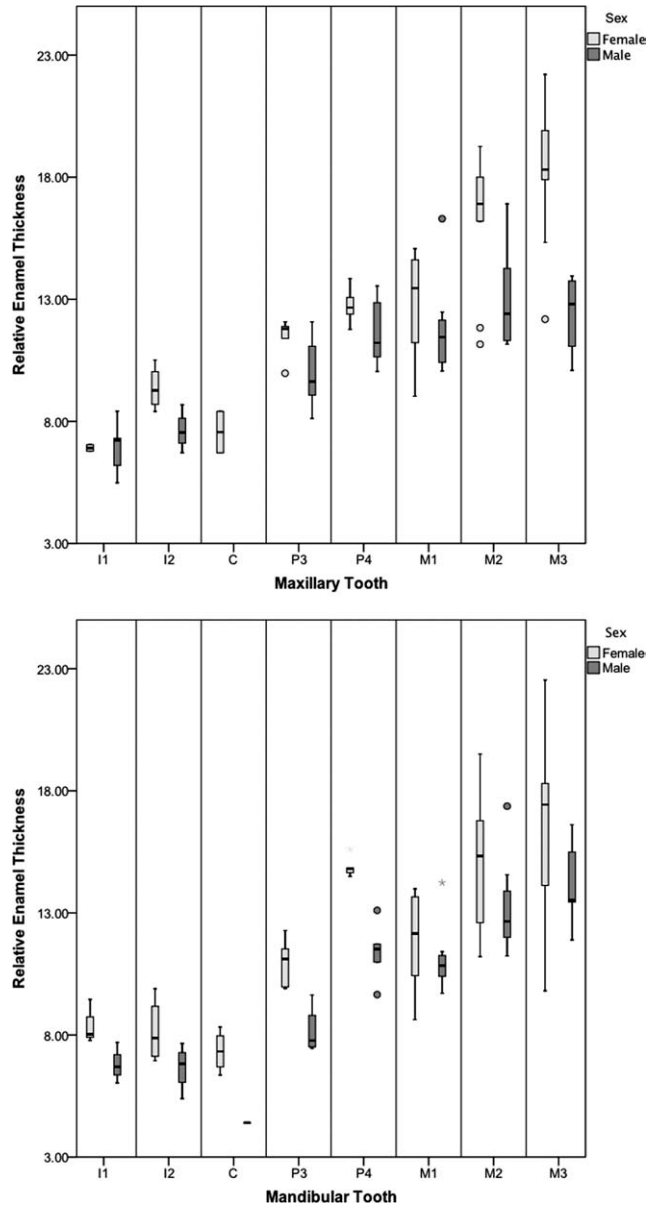 Sex
Female
Male
23.00
18.00
13.00
8.00
3.00
Relative Enamel Thickness
I1 I2 C P3 P4 M1 M2 M3
Maxillary Tooth
Sex
Female
Male
23.00
18.00
13.00
8.00
3.00
Relative Enamel Thickness
I1 I2 C P3 P4 M1 M2 M3
Mandibular Tooth